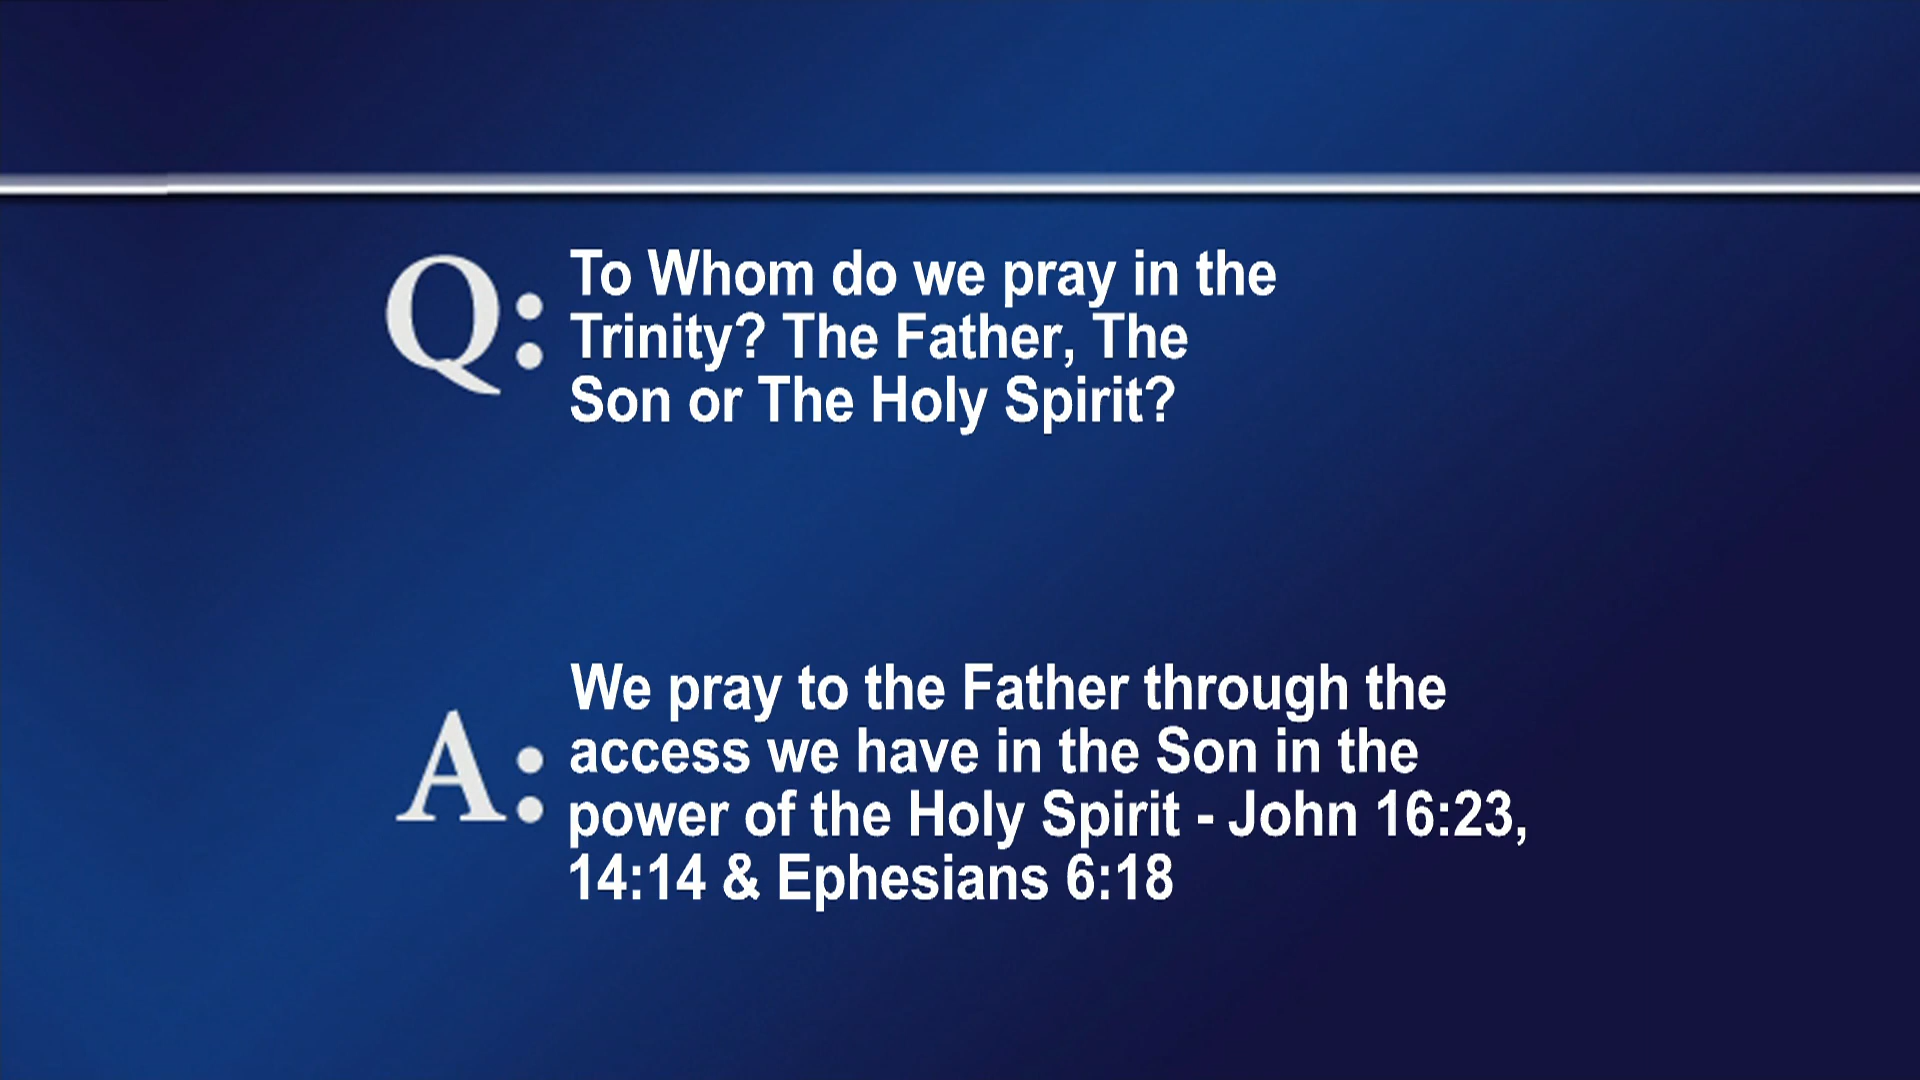 Q: To Whom do we pray in the
Trinity? The Father, The
Son or The Holy Spirit?
A: We pray to the Father through the
access we have in the Son in the
power of the Holy Spirit - John 16:23,
14:14 & Ephesians 6:18